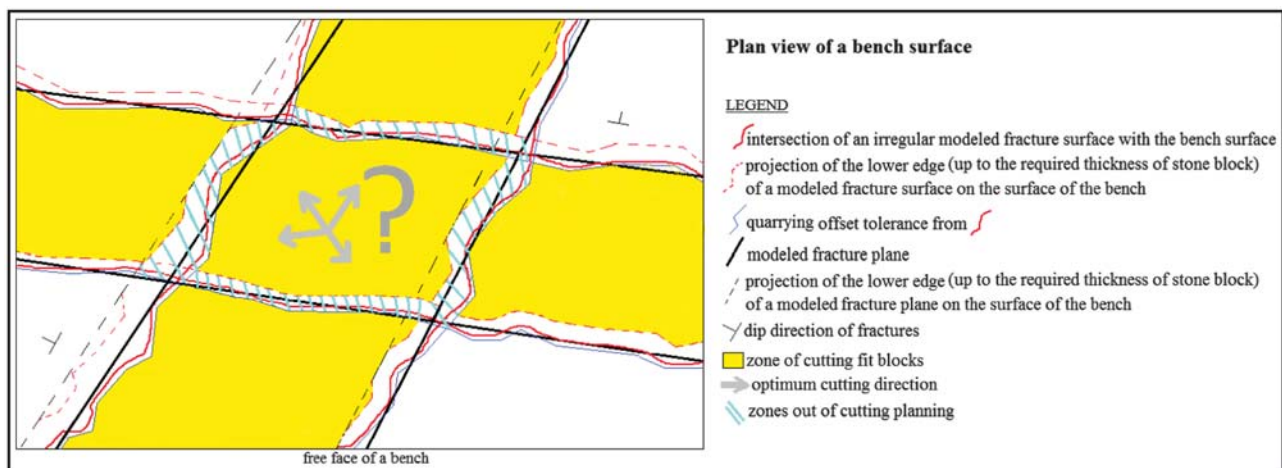 Plan view of a bench surface
LEGEND
intersection of an irregular modeled fracture surface with the bench surface
projection of the lower edge (up to the required thickness of stone block)
of a modeled fracture surface on the surface of the bench
quarrying offset tolerance from
modeled fracture plane
projection of the lower edge (up to the required thickness of stone block)
of a modeled fracture plane on the surface of the bench
dip direction of fractures
zone of cutting fit blocks
optimum cutting direction
zones out of cutting planning
?
free face of a bench